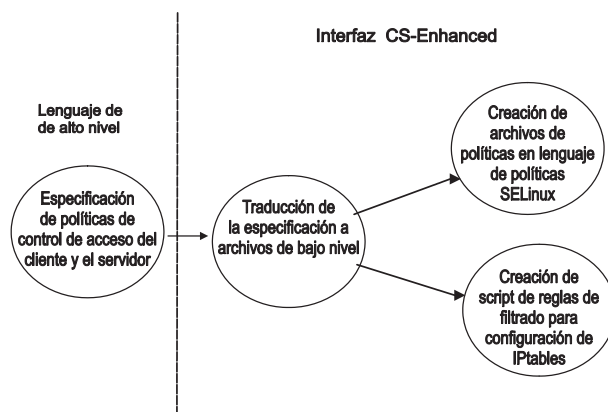 Interfaz CS-Enhanced
Lenguaje de
de alto nivel
Especificación
de políticas de
control de acceso del
cliente y el servidor
Traducción de
la especificación a
archivos de bajo nivel
Creación de
archivos de
políticas en lenguaje
de políticas
SELinux
Creación de
script de reglas de
filtrado para
configuración de
IPtables